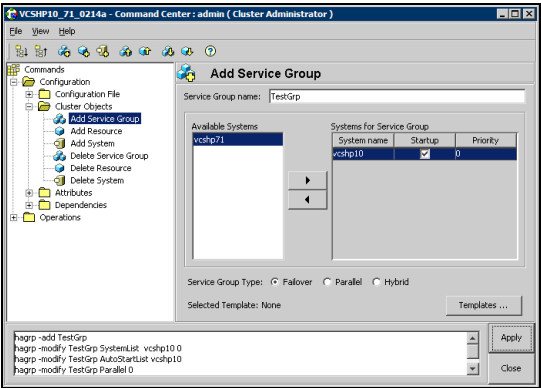 VCSHP10_71_0214a - Command Center : admin ( Cluster Administrator )
File View Help
Commands
Configuration
Configuration File
Cluster Objects
Add Service Group
Add Resource
Add System
Delete Service Group
Delete Resource
Delete System
Attributes
Dependencies
Operations
Add Service Group
Service Group name: TestGrp
Available Systems
vcshp71
Systems for Service Group
System name Startup Priority
vcshp10 0
Service Group Type: Failover Parallel Hybrid
Selected Template: None
Templates ...
hagrp -add TestGrp
hagrp -modify TestGrp SystemList vcshp10 0
hagrp -modify TestGrp AutoStartList vcshp10
hagrp -modify TestGrp Parallel 0
Apply
Close